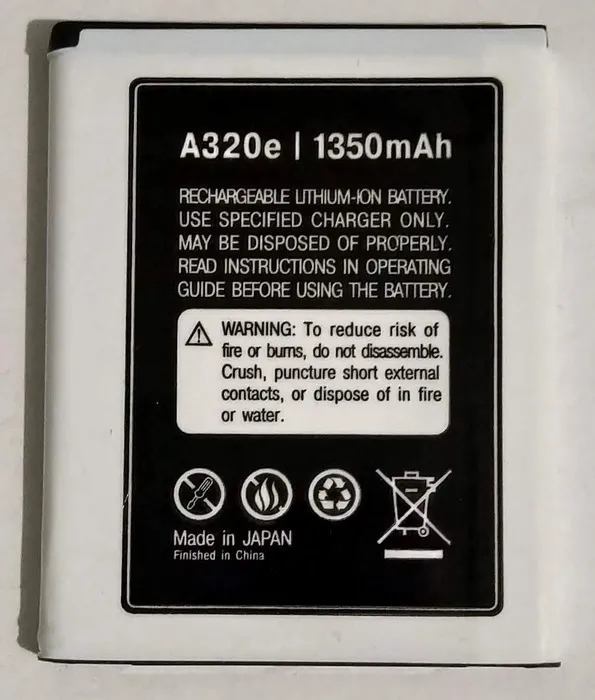 A320e | 1350mAh
RECHARGEABLE LITHIUM-ION BATTERY.
USE SPECIFIED CHARGER ONLY.
MAY BE DISPOSED OF PROPERLY.
READ INSTRUCTIONS IN OPERATING
GUIDE BEFORE USING THE BATTERY.
WARNING: To reduce risk of
fire or burns, do not disassemble.
Crush, puncture short external
contacts, or dispose of in fire
or water.
Made in JAPAN
Finished in China